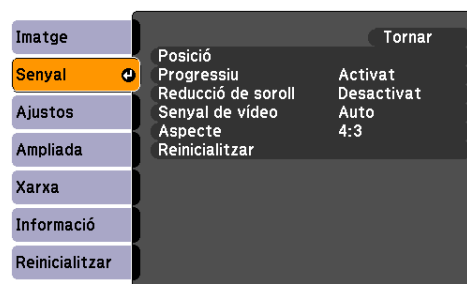 Imatge
Senyal
Ajustos
Ampliada
Xarxa
Informació
Reinicialitzar
Tornar
Posició
Progressiu Activat
Reducció de soroll Desactivat
Senyal de vídeo Auto
Aspecte 4:3
Reinicialitzar